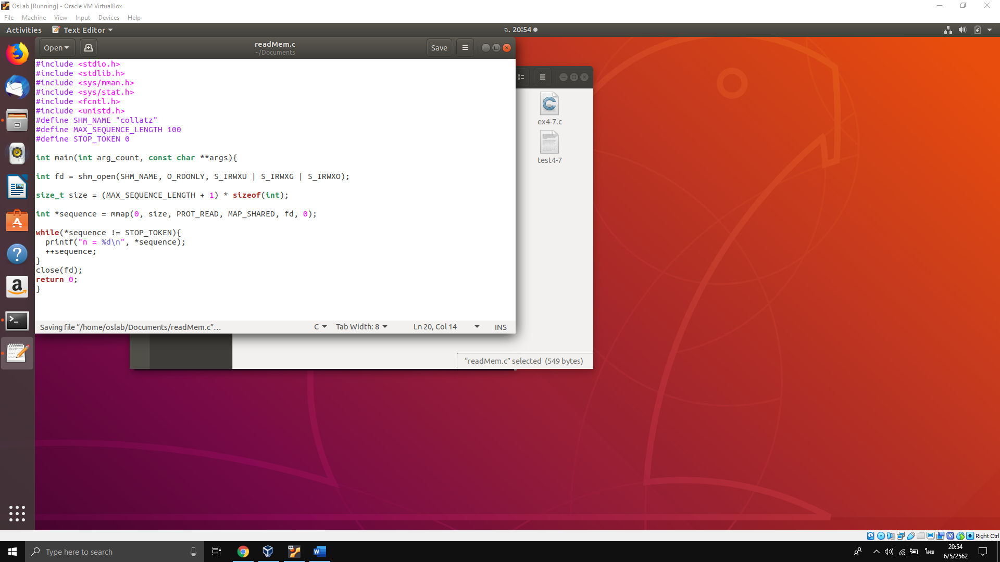 OsLab [Running] - Oracle VM VirtualBox
File Machine View Input Devices Help
Activities Text Editor จ. 20:54
Open readMem.c Save
~/Documents
#include <stdio.h>
#include <stdlib.h>
#include <sys/mman.h>
#include <sys/stat.h>
#include <fcntl.h>
#include <unistd.h>
#define SHM_NAME "collatz"
#define MAX_SEQUENCE_LENGTH 100
#define STOP_TOKEN 0
int main(int arg_count, const char **args){
int fd = shm_open(SHM_NAME, O_RDONLY, S_IRWXU | S_IRWXG | S_IRWXO);
size_t size = (MAX_SEQUENCE_LENGTH + 1) * sizeof(int);
int *sequence = mmap(0, size, PROT_READ, MAP_SHARED, fd, 0);
while(*sequence != STOP_TOKEN){
printf("n = %d\n", *sequence);
++sequence;
}
close(fd);
return 0;
}
Saving file “/home/oslab/Documents/readMem.c”… C Tab Width: 8 Ln 20, Col 14 INS
ex4-7.c
test4-7
“readMem.c” selected (549 bytes)
Right Ctrl
Type here to search
ไทย
20:54
6/5/2562